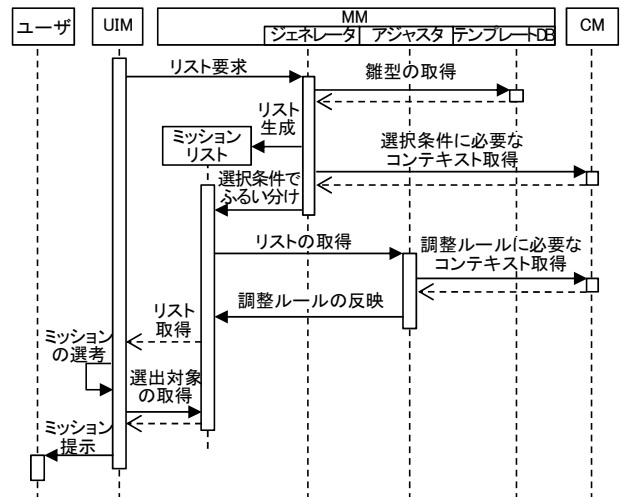 ユーザ
UIM
MM
ジェネレータ
アジャスタ
テンプレートDB
CM
リスト要求
雛型の取得
リスト
生成
ミッション
リスト
選択条件に必要な
コンテキスト取得
選択条件で
ふるい分け
リストの取得
調整ルールに必要な
コンテキスト取得
調整ルールの反映
リスト
取得
ミッション
の選考
選出対象
の取得
ミッション
提示